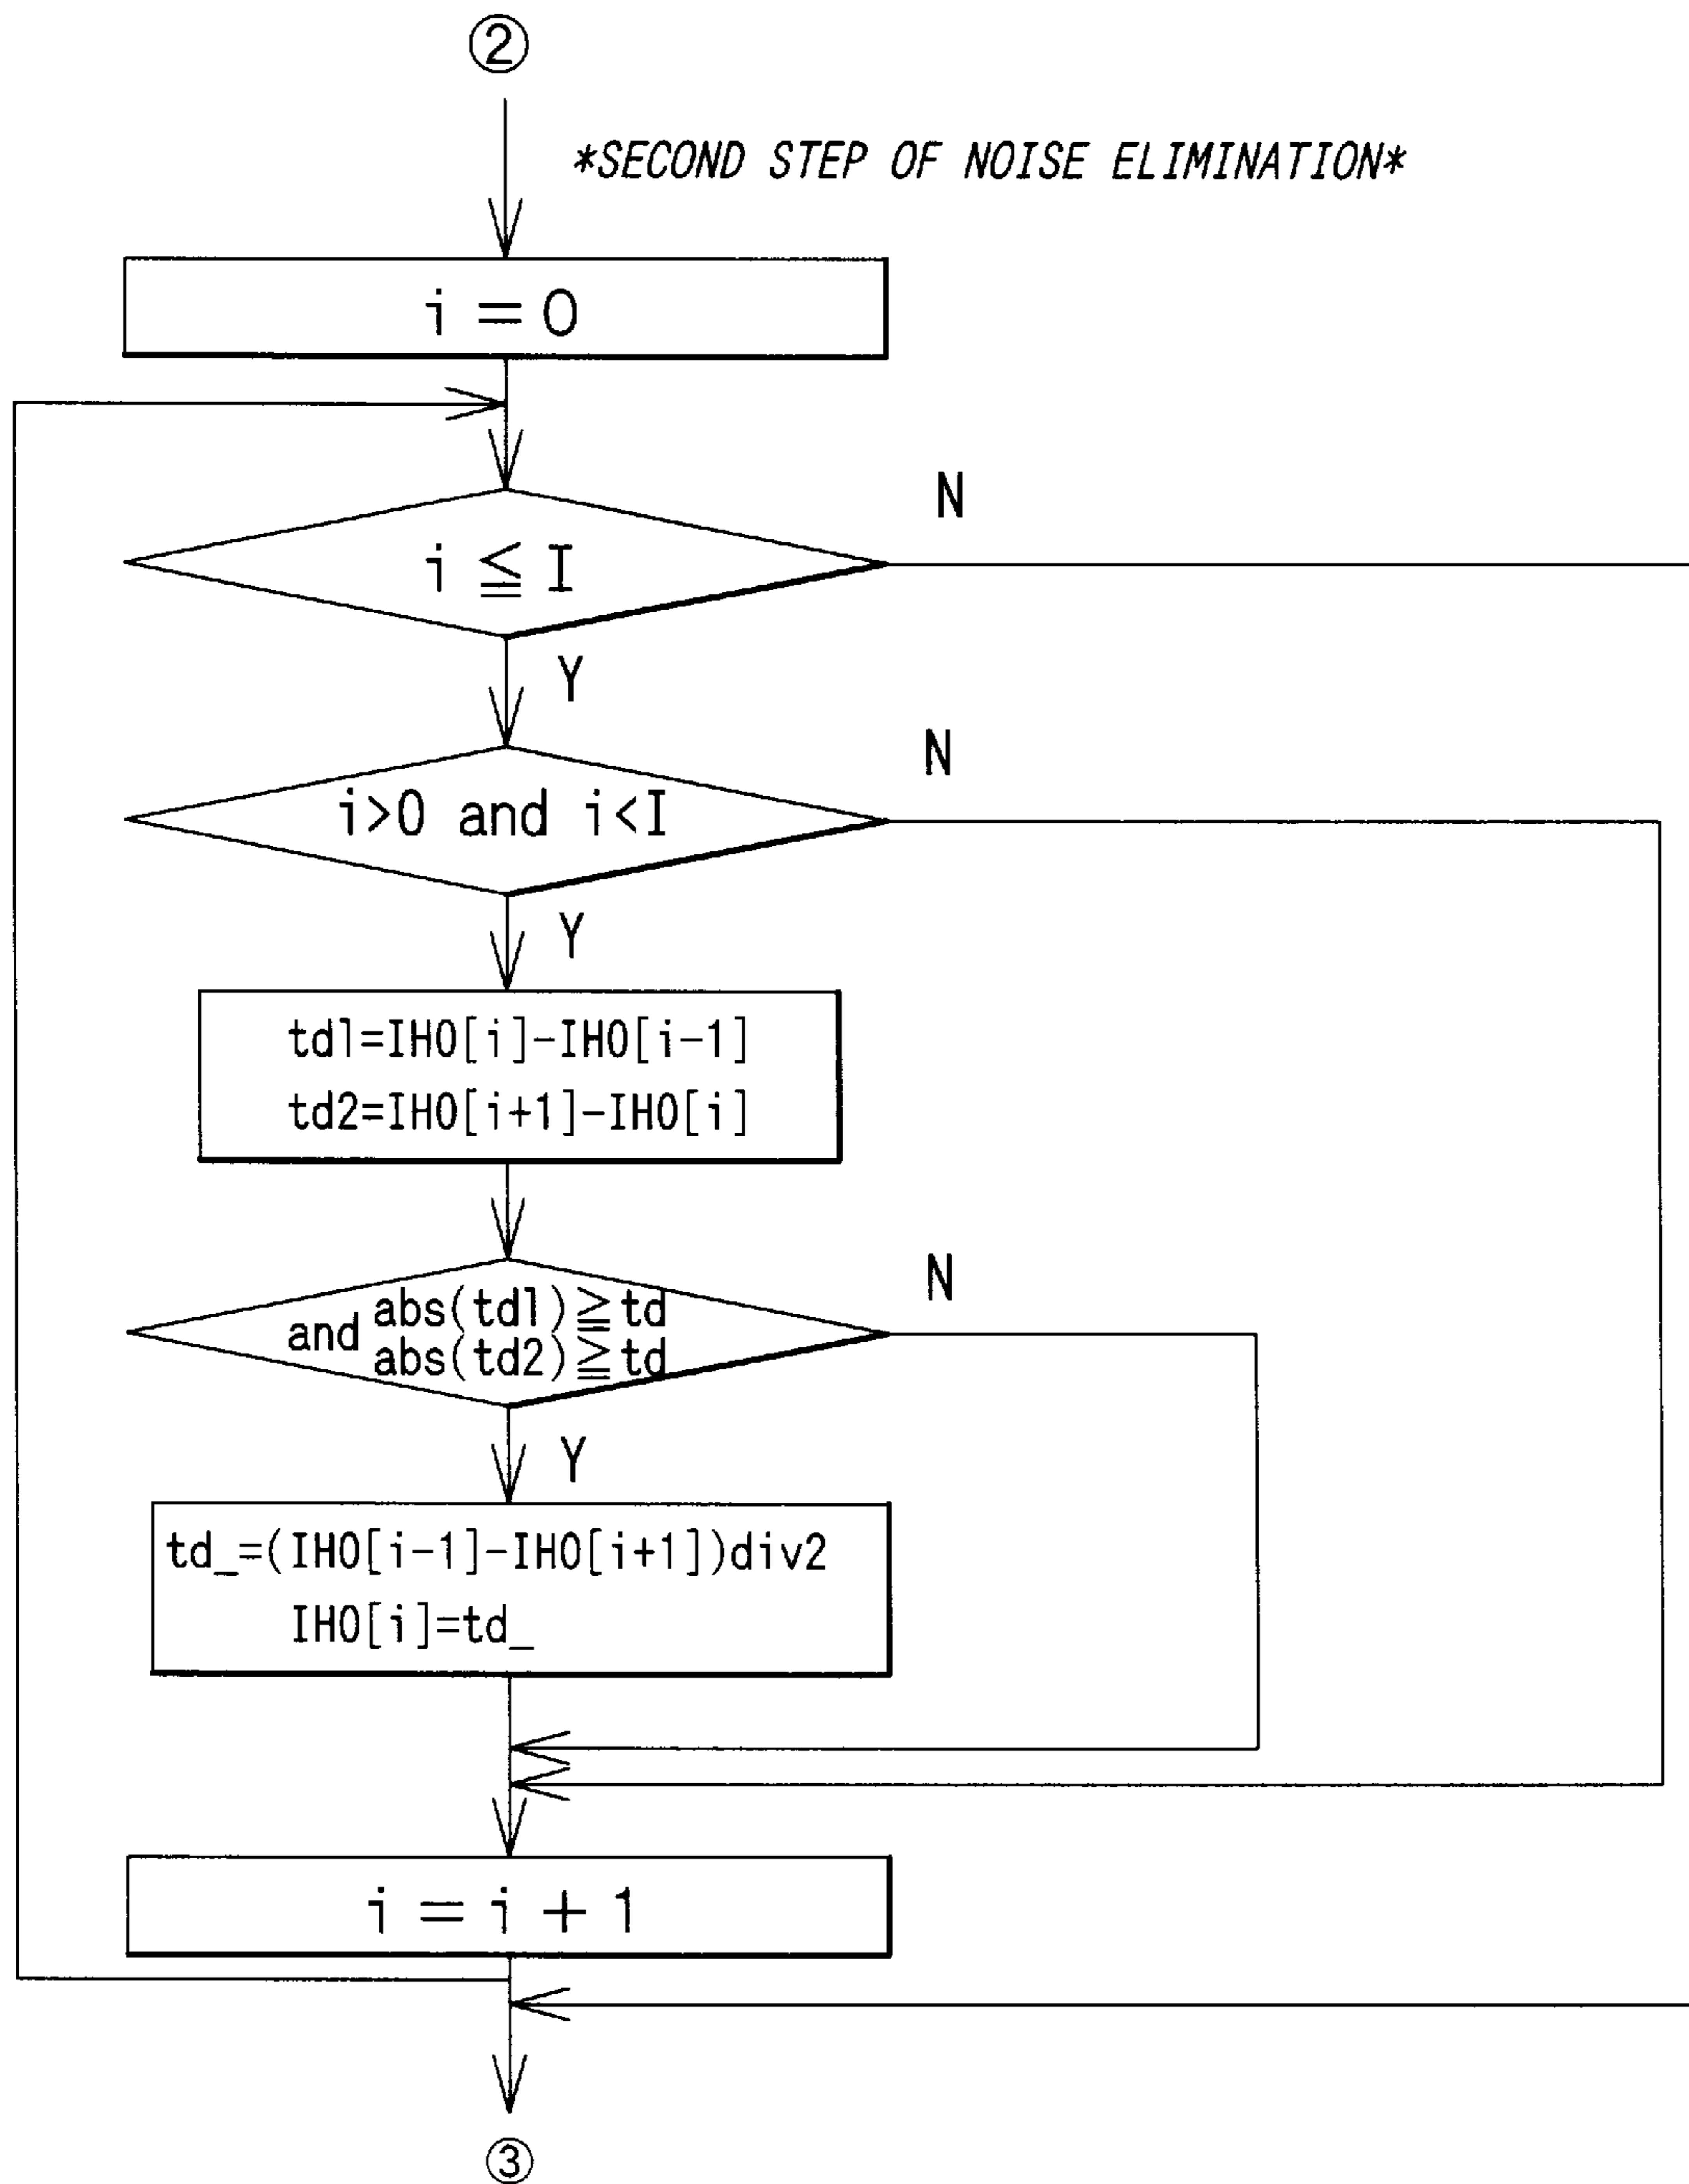 ②
*SECOND STEP OF NOISE ELIMINATION*
i = 0
N
i ≦ I
Y
N
i>0 and i<I
Y
td1=IH0[i]-IH0[i-1]
td2=IH0[i+1]-IH0[i]
N
abs(td1)≧td
and
abs(td2)≧td
Y
td_=(IH0[i-1]-IH0[i+1])div2
IH0[i]=td_
i = i + 1
③